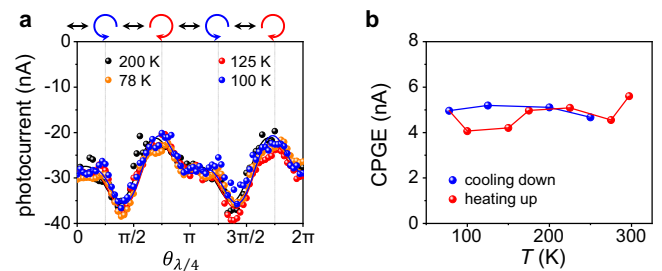 a
0
-10
-20
-30
-40
photocurrent (nA)
200 K
125 K
78 K
100 K
0
π/2
π
3π/2
2π
θλ/4
b
8
6
4
2
0
CPGE (nA)
cooling down
heating up
100
200
300
T (K)